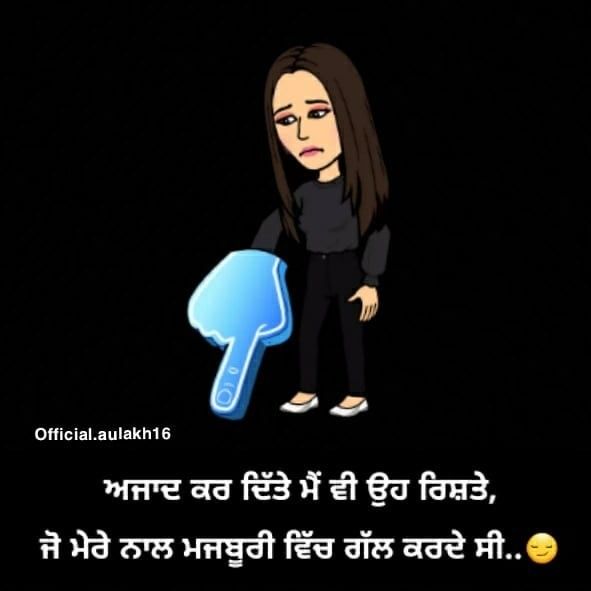 Official.aulakh16
ਅਜਾਦ ਕਰ ਦਿੱਤੇ ਮੈਂ ਵੀ ਉਹ ਰਿਸ਼ਤੇ,
ਜੋ ਮੇਰੇ ਨਾਲ ਮਜਬੂਰੀ ਵਿੱਚ ਗੱਲ ਕਰਦੇ ਸੀ..😏